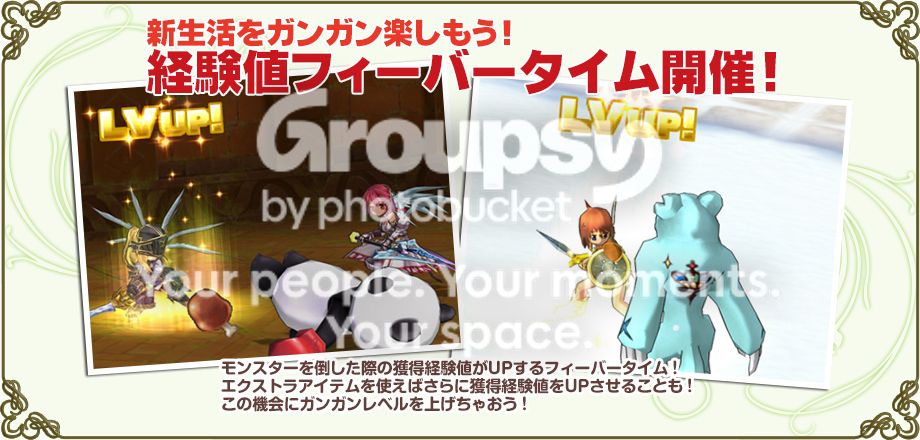 新生活をガンガン楽しもう！
経験値フィーバータイム開催！
LV UP!
LV UP!
Groupsy
by photobucket
Your people. Your moments.
Your space.
モンスターを倒した際の獲得経験値がUPするフィーバータイム！
エクストラアイテムを使えばさらに獲得経験値をUPさせることも！
この機会にガンガンレベルを上げちゃおう！